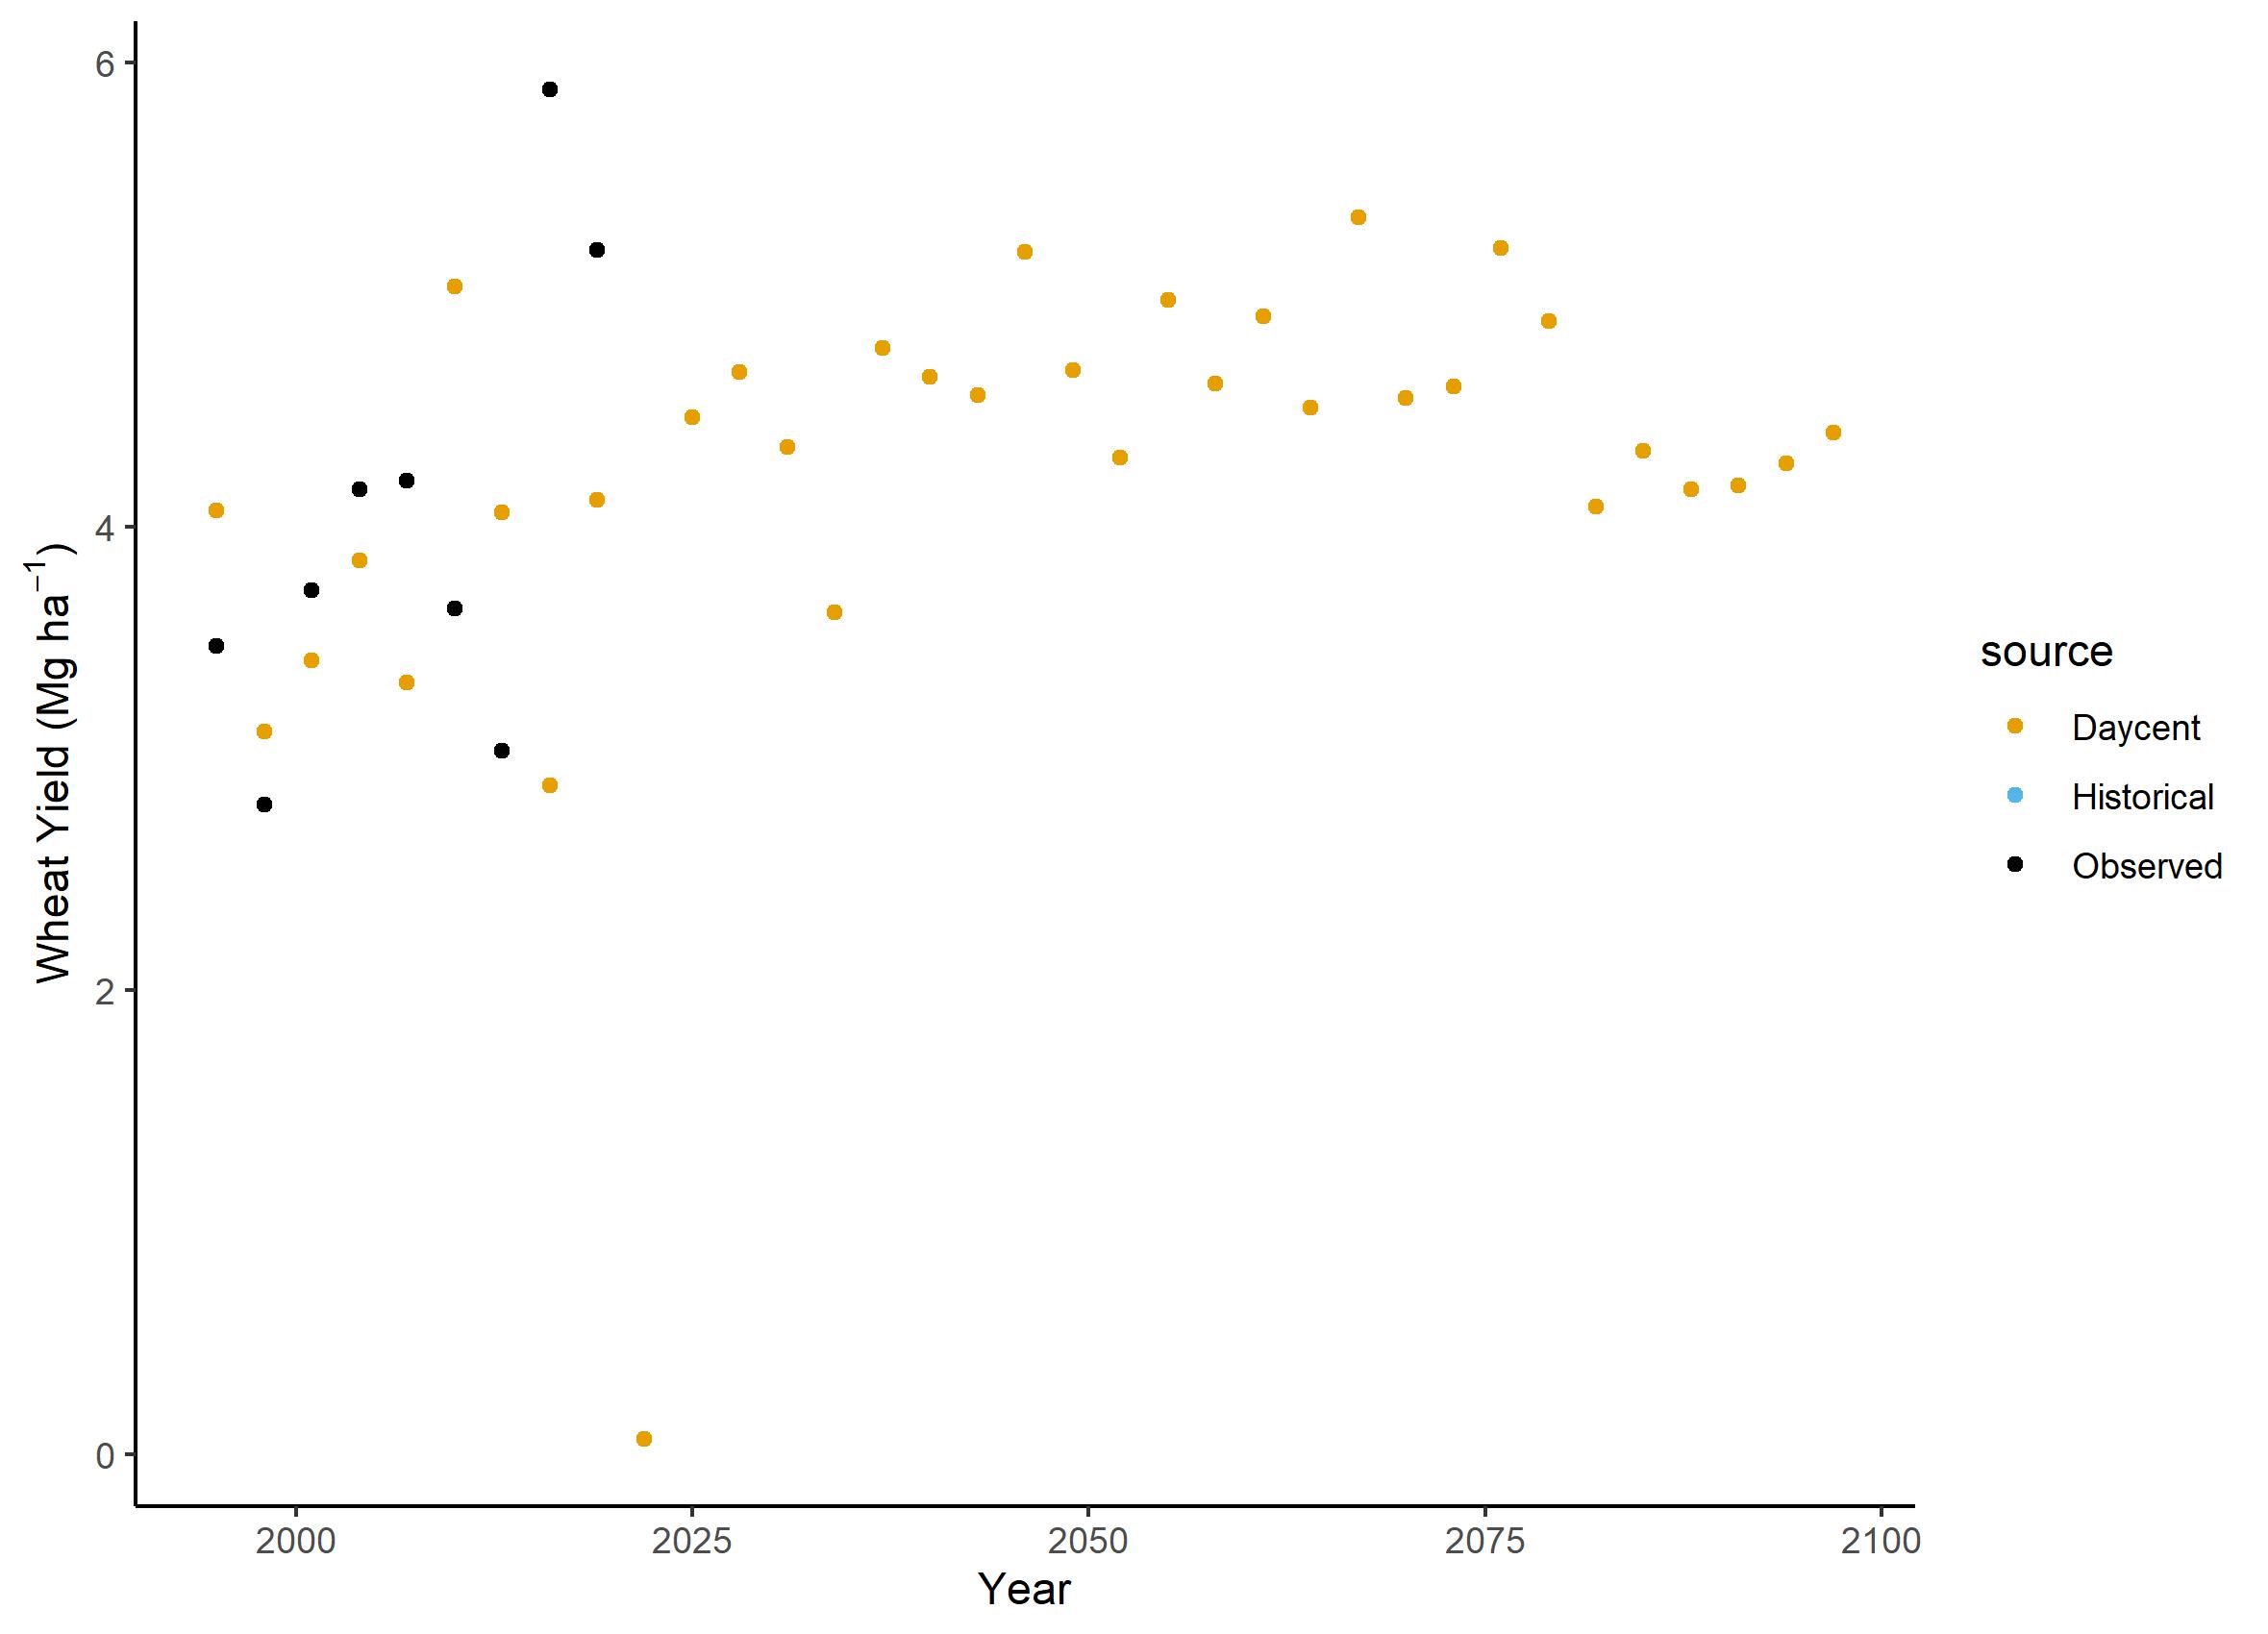 6
4
2
0
Wheat Yield (Mg ha⁻¹)
2000 2025 2050 2075 2100
Year
source
Daycent
Historical
Observed